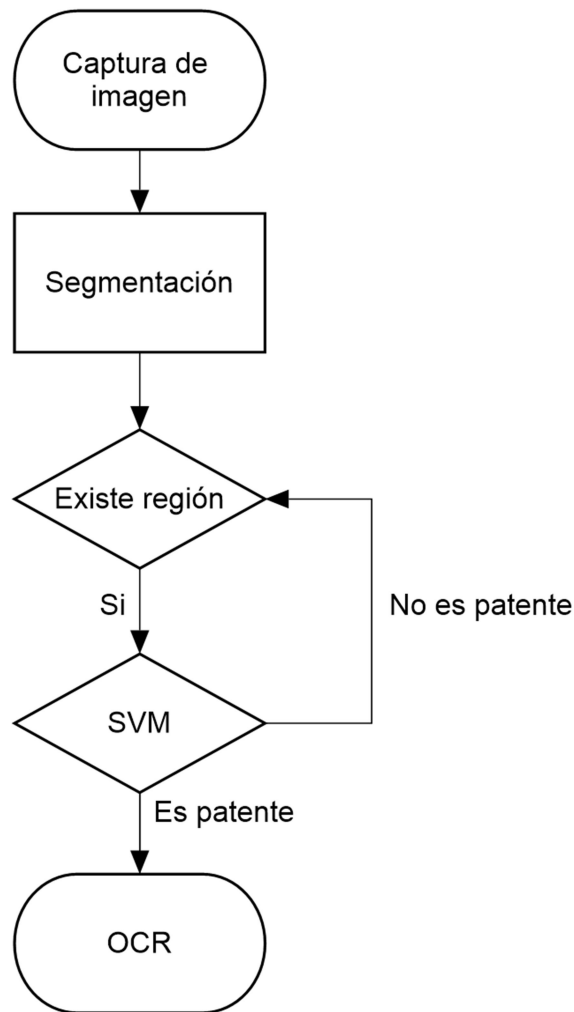 Captura de
imagen
Segmentación
Existe región
Si
No es patente
SVM
Es patente
OCR